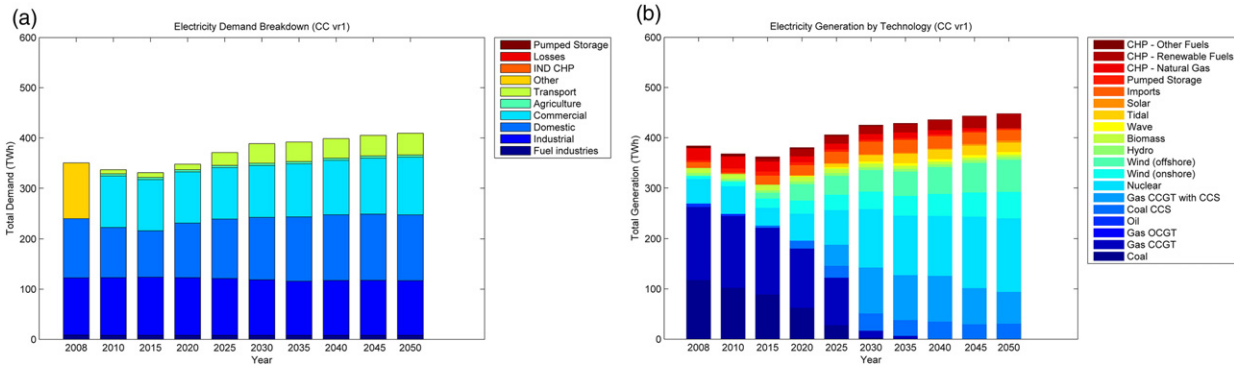 (a)
Electricity Demand Breakdown (CC vr1)
600
500
400
300
200
100
0
Total Demand (TWh)
2008 2010 2015 2020 2025 2030 2035 2040 2045 2050
Year
Pumped Storage
Losses
IND CHP
Other
Transport
Agriculture
Commercial
Domestic
Industrial
Fuel industries
(b)
Electricity Generation by Technology (CC vr1)
600
500
400
300
200
100
0
Total Generation (TWh)
2008 2010 2015 2020 2025 2030 2035 2040 2045 2050
Year
CHP - Other Fuels
CHP - Renewable Fuels
CHP - Natural Gas
Pumped Storage
Imports
Solar
Tidal
Wave
Biomass
Hydro
Wind (offshore)
Wind (onshore)
Nuclear
Gas CCGT with CCS
Coal CCS
Oil
Gas OCGT
Gas CCGT
Coal